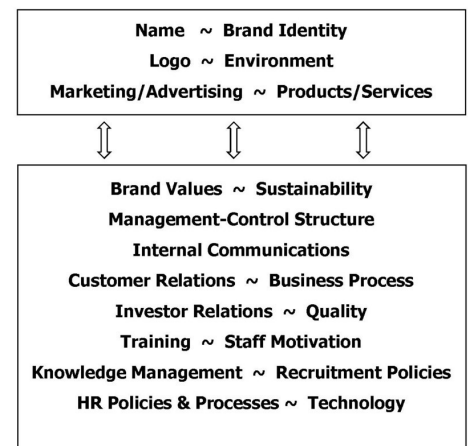 Name ~ Brand Identity
Logo ~ Environment
Marketing/Advertising ~ Products/Services
Brand Values ~ Sustainability
Management-Control Structure
Internal Communications
Customer Relations ~ Business Process
Investor Relations ~ Quality
Training ~ Staff Motivation
Knowledge Management ~ Recruitment Policies
HR Policies & Processes ~ Technology